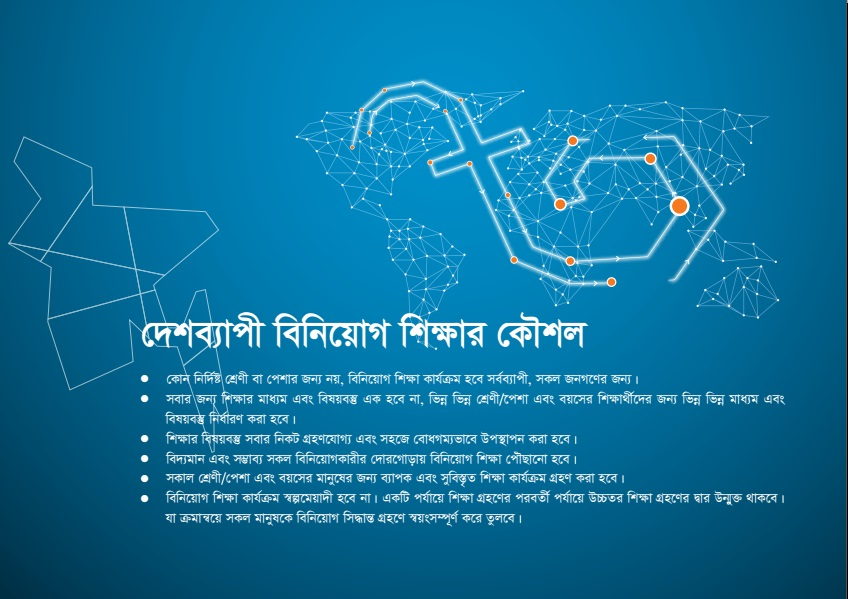 দেশব্যাপী বিনিয়োগ শিক্ষার কৌশল
● কোন নির্দিষ্ট শ্রেণী বা পেশার জন্য নয়, বিনিয়োগ শিক্ষা কার্যক্রম হবে সর্বব্যাপী, সকল জনগণের জন্য।
● সবার জন্য শিক্ষার মাধ্যম এবং বিষয়বস্তু এক হবে না, ভিন্ন ভিন্ন শ্রেণী/পেশা এবং বয়সের শিক্ষার্থীদের জন্য ভিন্ন ভিন্ন মাধ্যম এবং
বিষয়বস্তু নির্ধারণ করা হবে।
● শিক্ষার বিষয়বস্তু সবার নিকট গ্রহণযোগ্য এবং সহজে বোধগম্যভাবে উপস্থাপন করা হবে।
● বিদ্যমান এবং সম্ভাব্য সকল বিনিয়োগকারীর দোরগোড়ায় বিনিয়োগ শিক্ষা পৌঁছানো হবে।
● সকাল শ্রেণী/পেশা এবং বয়সের মানুষের জন্য ব্যাপক এবং সুবিস্তৃত শিক্ষা কার্যক্রম গ্রহণ করা হবে।
● বিনিয়োগ শিক্ষা কার্যক্রম স্বল্পমেয়াদী হবে না। একটি পর্যায়ে শিক্ষা গ্রহণের পরবর্তী পর্যায়ে উচ্চতর শিক্ষা গ্রহণের দ্বার উন্মুক্ত থাকবে।
যা ক্রমান্বয়ে সকল মানুষকে বিনিয়োগ সিদ্ধান্ত গ্রহণে স্বয়ংসম্পূর্ণ করে তুলবে।